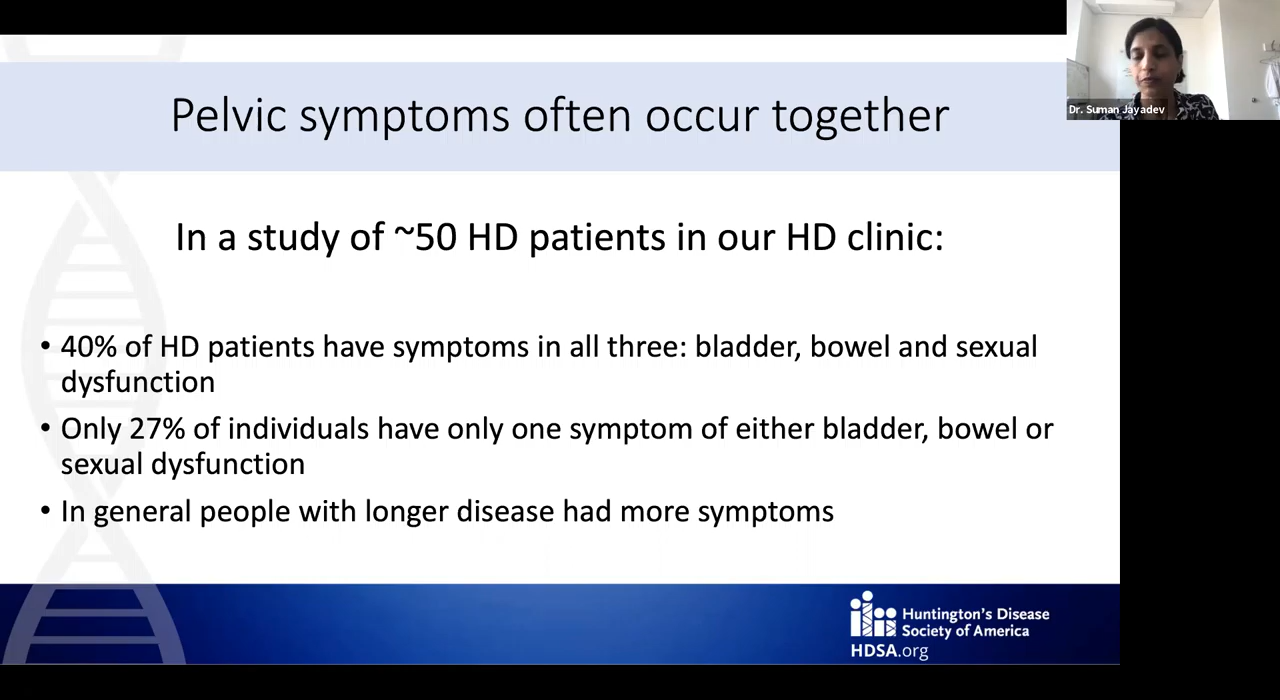 Pelvic symptoms often occur together
Dr. Suman Jayadev
In a study of ~50 HD patients in our HD clinic:
• 40% of HD patients have symptoms in all three: bladder, bowel and sexual
dysfunction
• Only 27% of individuals have only one symptom of either bladder, bowel or
sexual dysfunction
• In general people with longer disease had more symptoms
Huntington's Disease
Society of America
HDSA.org